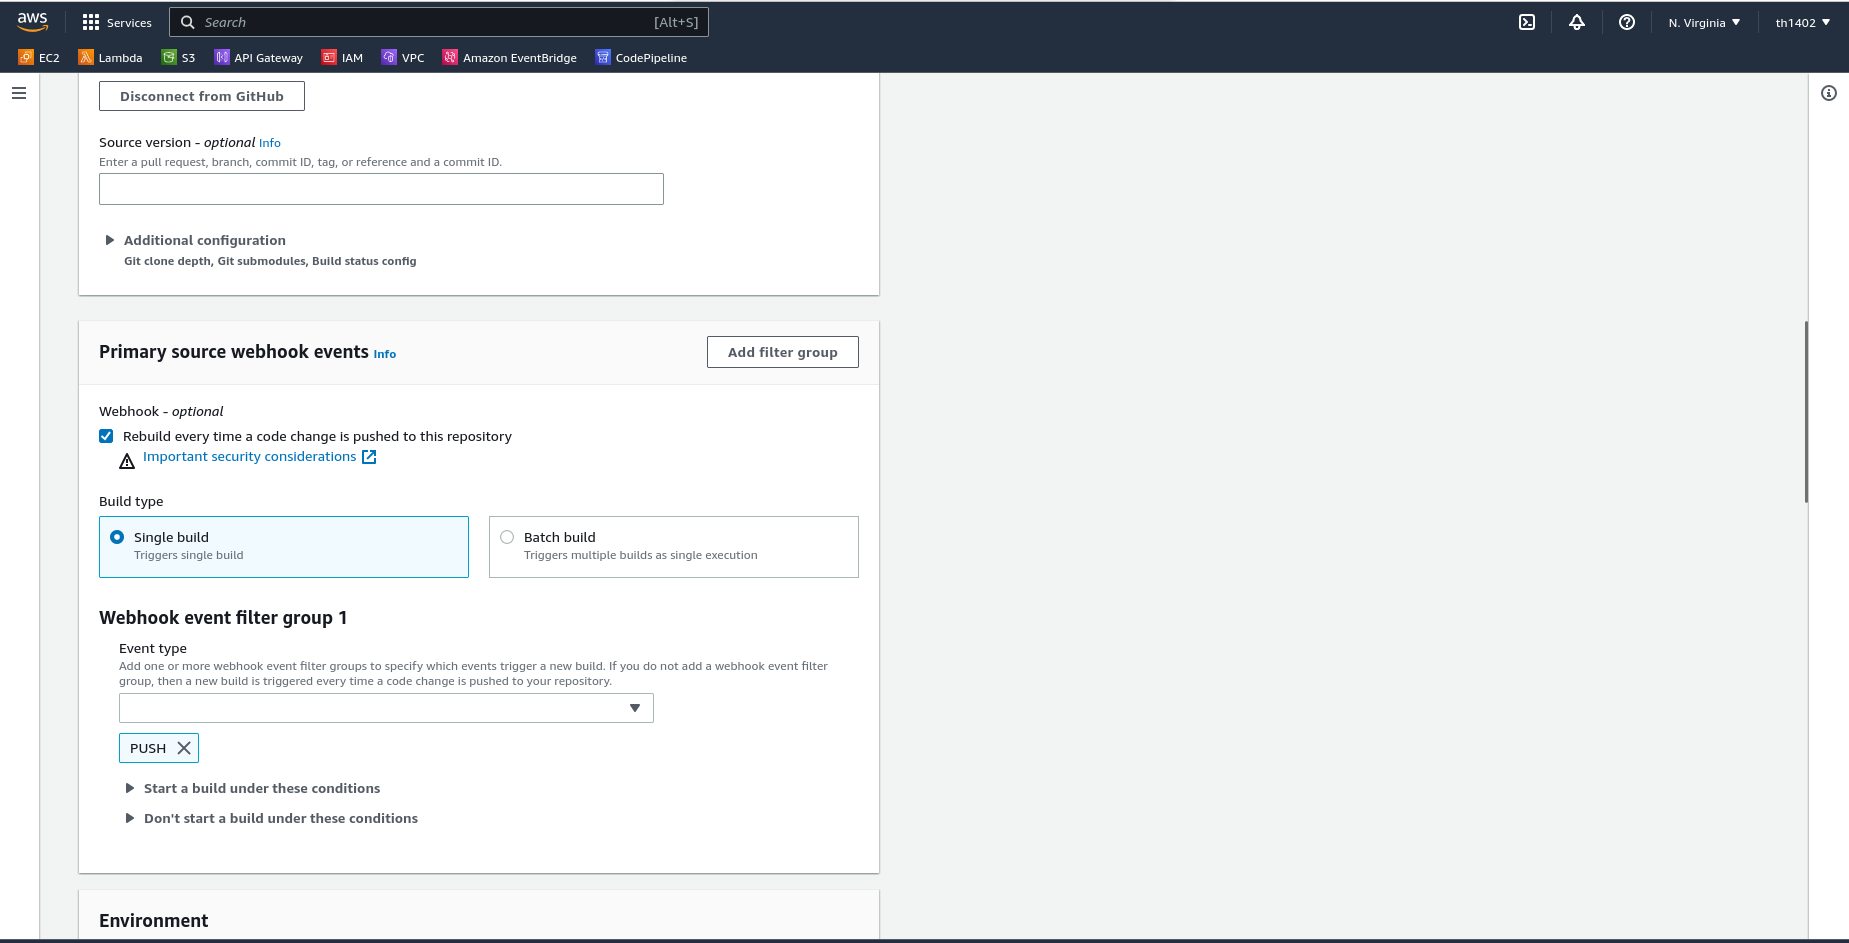 aws
Services
Search [Alt+S]
N. Virginia
th1402
EC2 Lambda S3 API Gateway IAM VPC Amazon EventBridge CodePipeline
Disconnect from GitHub
Source version - optional Info
Enter a pull request, branch, commit ID, tag, or reference and a commit ID.
Additional configuration
Git clone depth, Git submodules, Build status config
Primary source webhook events Info
Add filter group
Webhook - optional
Rebuild every time a code change is pushed to this repository
Important security considerations
Build type
Single build
Triggers single build
Batch build
Triggers multiple builds as single execution
Webhook event filter group 1
Event type
Add one or more webhook event filter groups to specify which events trigger a new build. If you do not add a webhook event filter
group, then a new build is triggered every time a code change is pushed to your repository.
PUSH
Start a build under these conditions
Don't start a build under these conditions
Environment